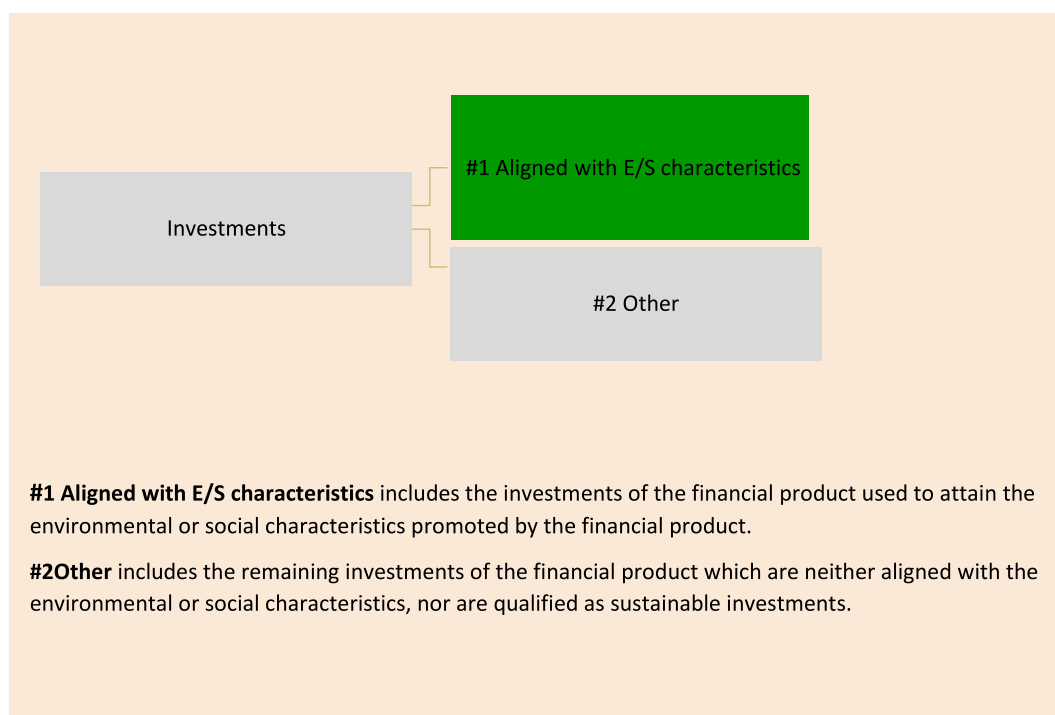 #1 Aligned with E/S characteristics
Investments
#2 Other
#1 Aligned with E/S characteristics includes the investments of the financial product used to attain the
environmental or social characteristics promoted by the financial product.
#2Other includes the remaining investments of the financial product which are neither aligned with the
environmental or social characteristics, nor are qualified as sustainable investments.